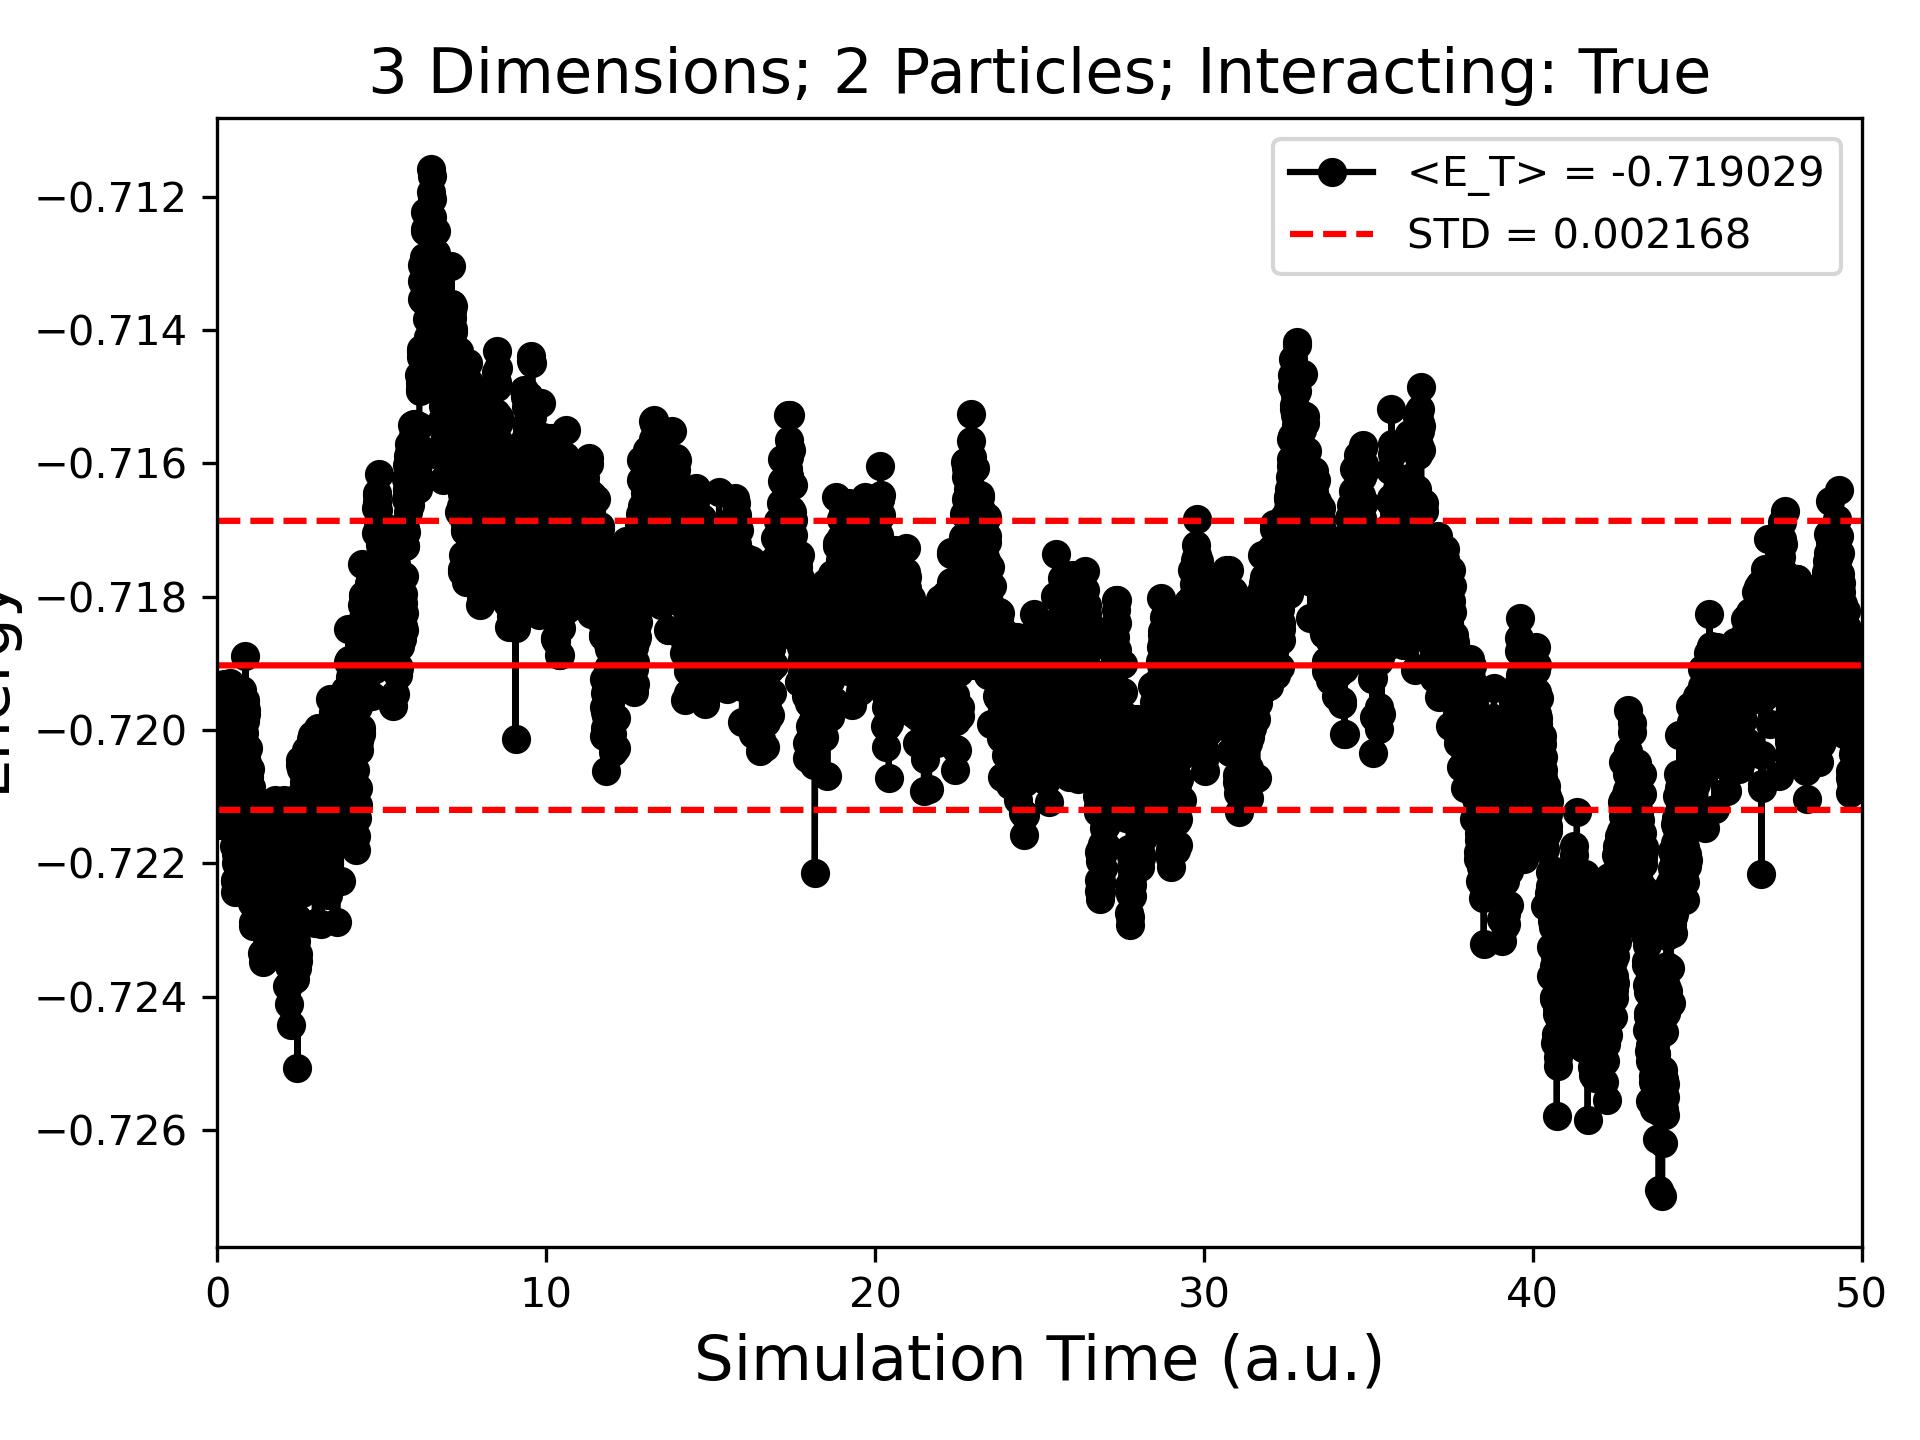 3 Dimensions; 2 Particles; Interacting: True
<E_T> = -0.719029
STD = 0.002168
−0.712
−0.714
−0.716
−0.718
−0.720
−0.722
−0.724
−0.726
Energy
0 10 20 30 40 50
Simulation Time (a.u.)